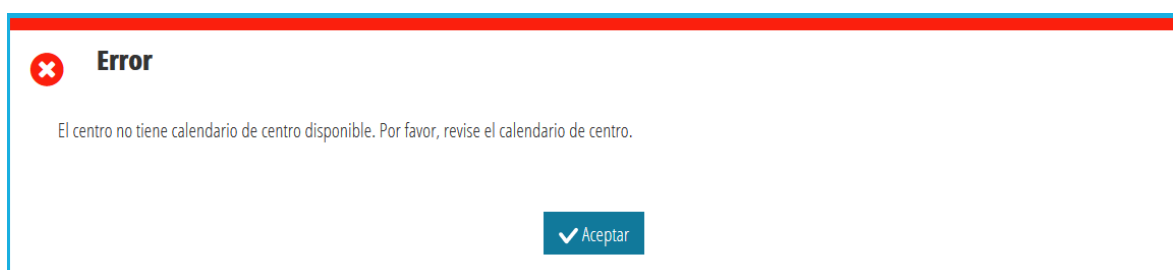 Error
El centro no tiene calendario de centro disponible. Por favor, revise el calendario de centro.
Aceptar